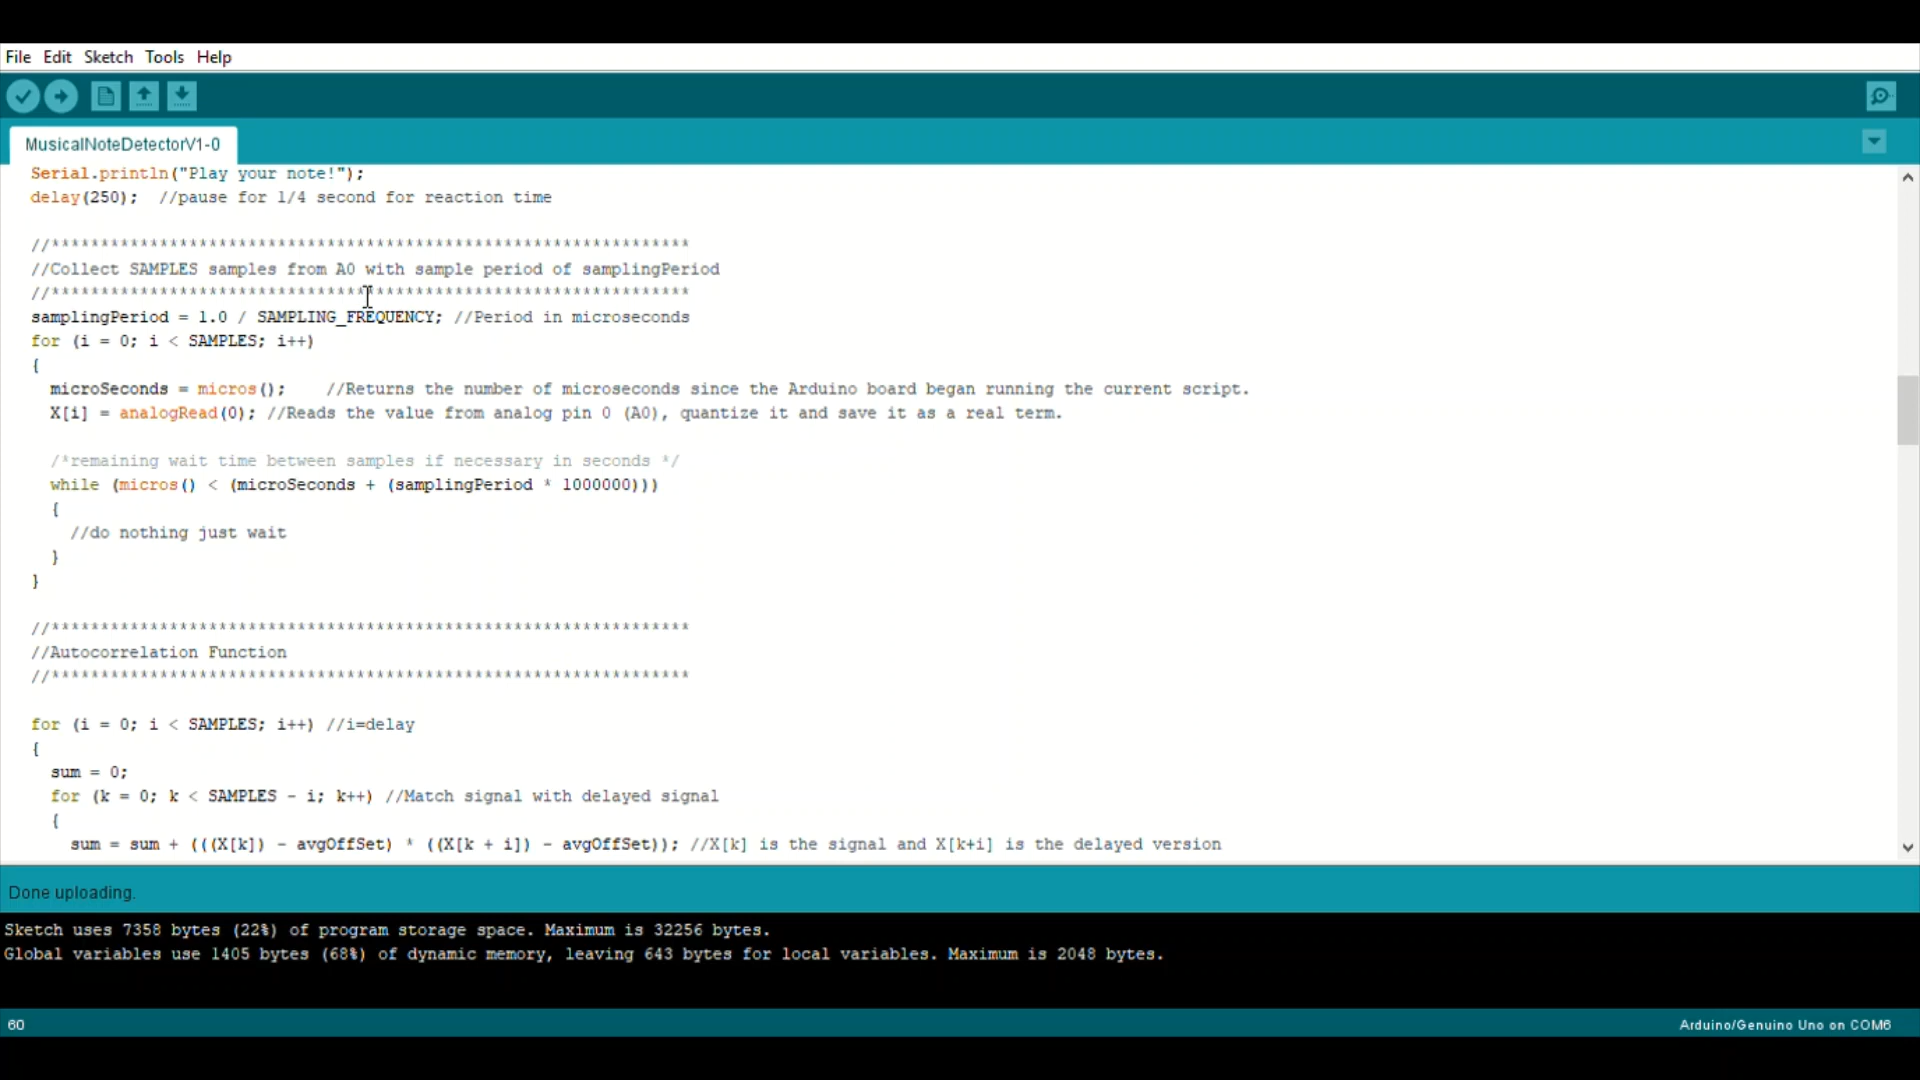 File Edit Sketch Tools Help
MusicalNoteDetectorV1-0
Serial.println("Play your note!");
delay(250);  //pause for 1/4 second for reaction time
//*****************************************************************
//Collect SAMPLES samples from A0 with sample period of samplingPeriod
//*****************************************************************
samplingPeriod = 1.0 / SAMPLING_FREQUENCY; //Period in microseconds
for (i = 0; i < SAMPLES; i++)
{
microSeconds = micros();    //Returns the number of microseconds since the Arduino board began running the current script.
X[i] = analogRead(0); //Reads the value from analog pin 0 (A0), quantize it and save it as a real term.
/*remaining wait time between samples if necessary in seconds */
while (micros() < (microSeconds + (samplingPeriod * 1000000)))
{
//do nothing just wait
}
}
//*****************************************************************
//Autocorrelation Function
//*****************************************************************
for (i = 0; i < SAMPLES; i++) //i=delay
{
sum = 0;
for (k = 0; k < SAMPLES - i; k++) //Match signal with delayed signal
{
sum = sum + (((X[k]) - avgOffSet) * ((X[k + i]) - avgOffSet)); //X[k] is the signal and X[k+i] is the delayed version
Done uploading.
Sketch uses 7358 bytes (22%) of program storage space. Maximum is 32256 bytes.
Global variables use 1405 bytes (68%) of dynamic memory, leaving 643 bytes for local variables. Maximum is 2048 bytes.
60 Arduino/Genuino Uno on COM6